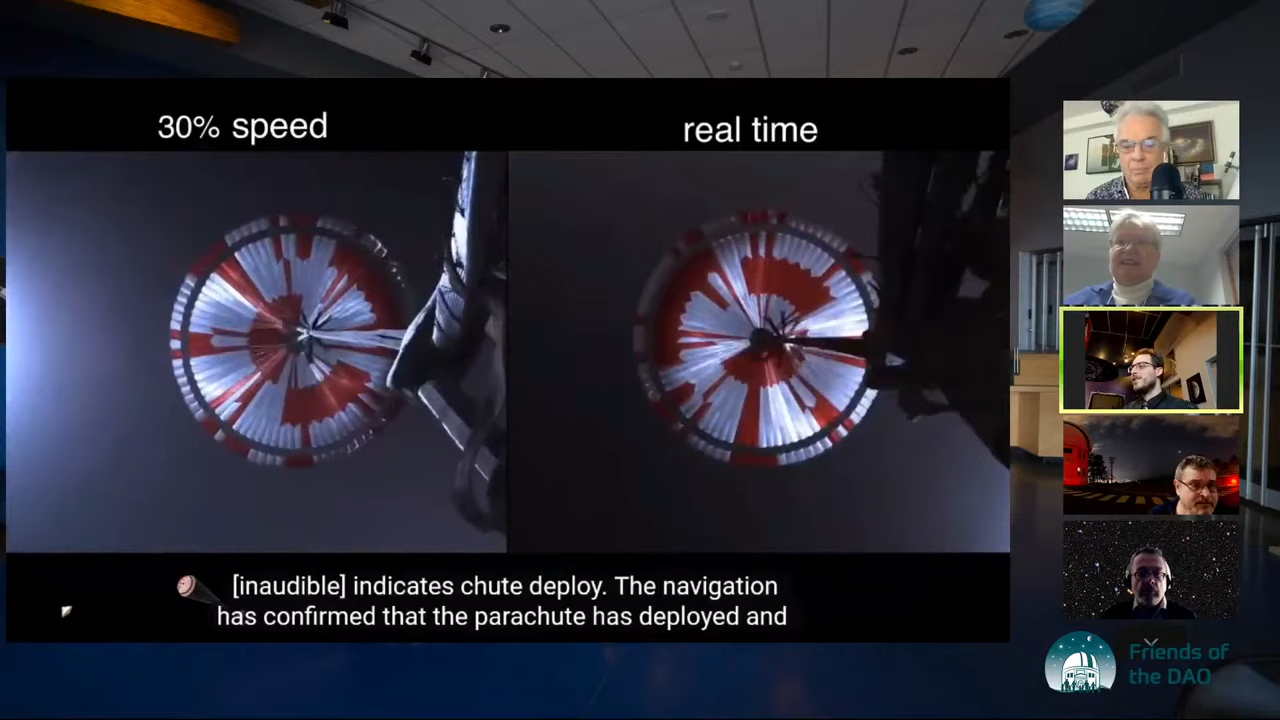 30% speed
real time
[inaudible] indicates chute deploy. The navigation
has confirmed that the parachute has deployed and
Friends of
the DAO